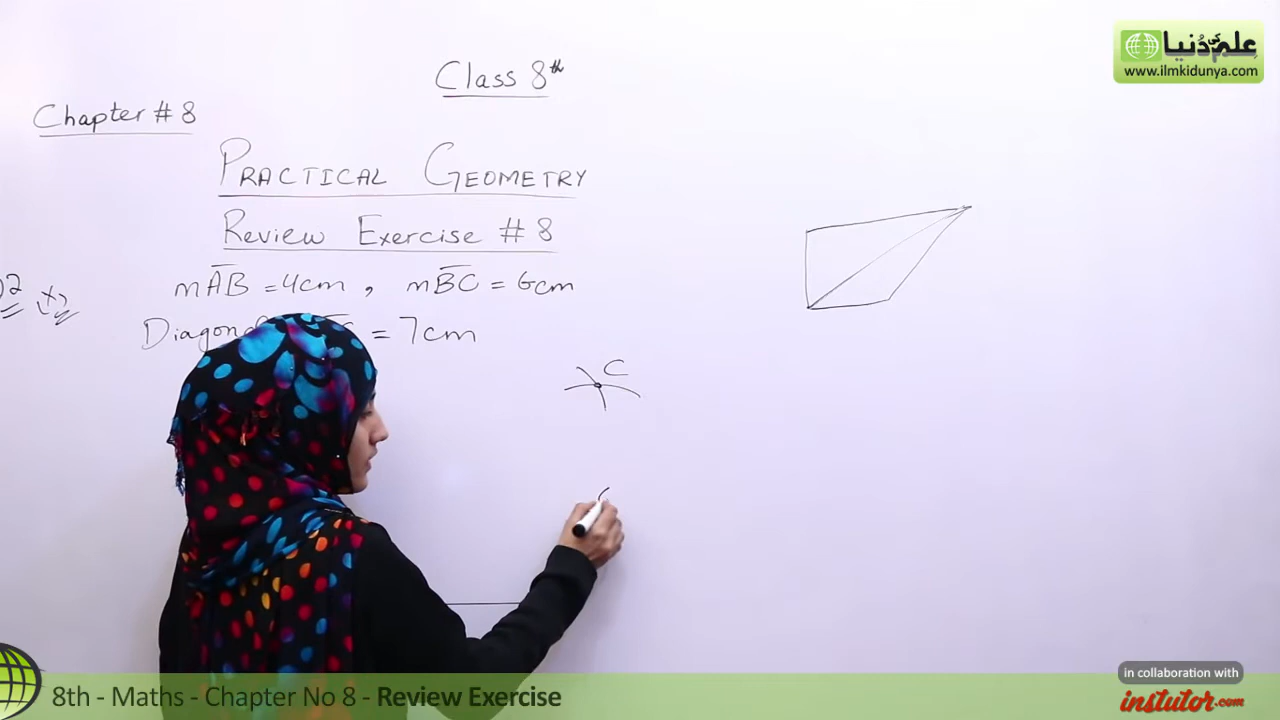 علم کی دُنیا
www.ilmkidunya.com
Class 8th
Chapter # 8
PRACTICAL GEOMETRY
Review Exercise # 8
mAB = 4cm , mBC = 6cm
= 7cm
C
8th - Maths - Chapter No 8 - Review Exercise
in collaboration with
instutor.com